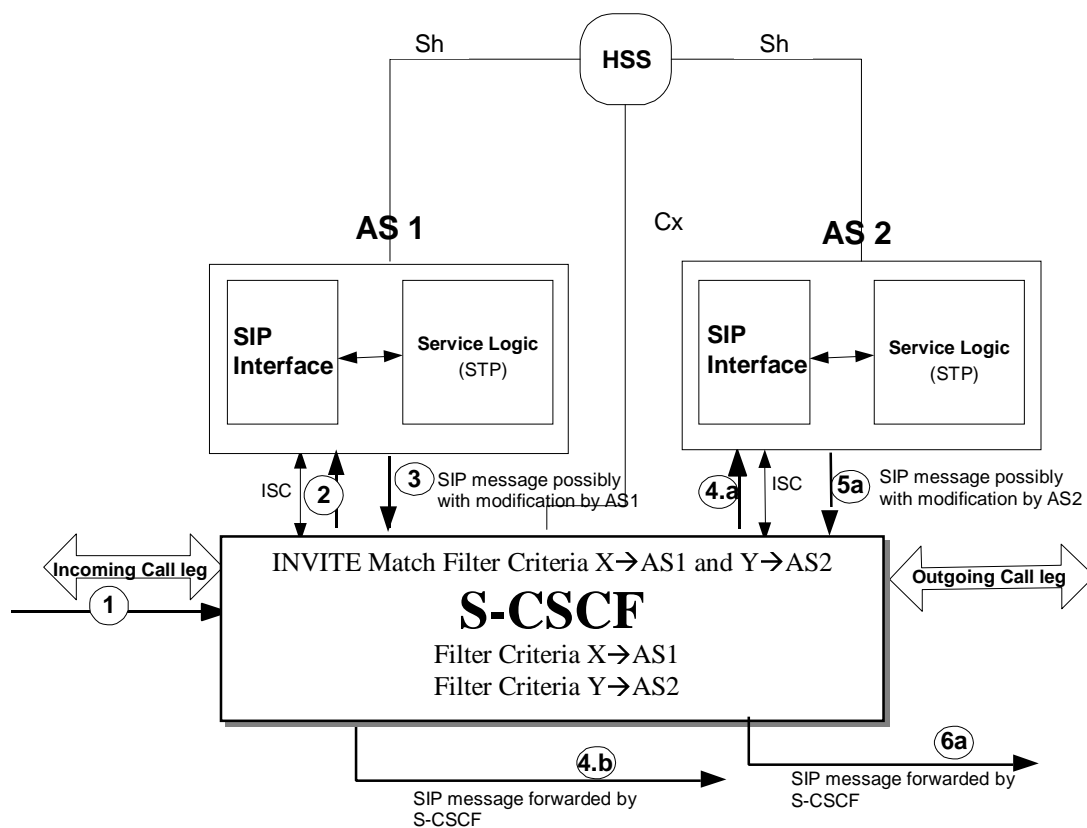 Sh
HSS
Sh
Cx
AS 1
AS 2
SIP
Interface
Service Logic
(STP)
SIP
Interface
Service Logic
(STP)
ISC
2
3
SIP message possibly
with modification by AS1
4.a
ISC
5a
SIP message possibly
with modification by AS2
Incoming Call leg
1
INVITE Match Filter Criteria X→AS1 and Y→AS2
S-CSCF
Filter Criteria X→AS1
Filter Criteria Y→AS2
Outgoing Call leg
4.b
SIP message forwarded by
S-CSCF
6a
SIP message forwarded by
S-CSCF